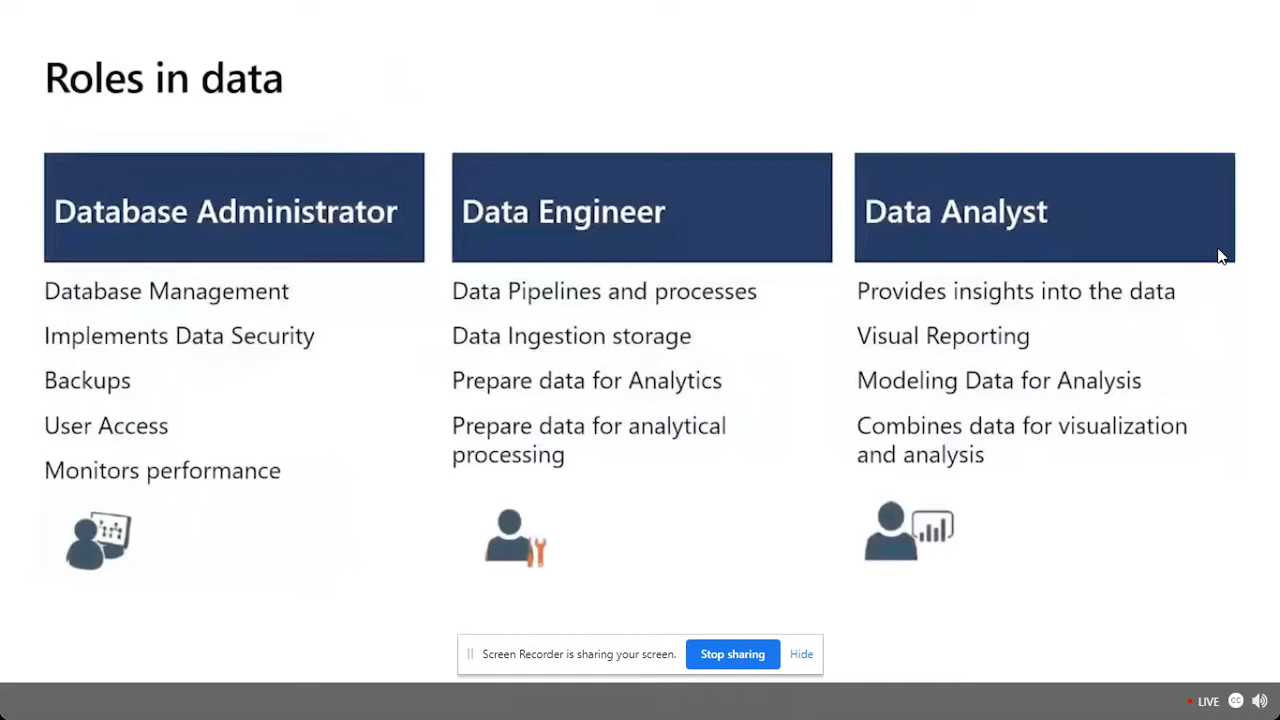 Roles in data
Database Administrator
Database Management
Implements Data Security
Backups
User Access
Monitors performance
Data Engineer
Data Pipelines and processes
Data Ingestion storage
Prepare data for Analytics
Prepare data for analytical
processing
Data Analyst
Provides insights into the data
Visual Reporting
Modeling Data for Analysis
Combines data for visualization
and analysis
Screen Recorder is sharing your screen.
Stop sharing
Hide
LIVE
CC